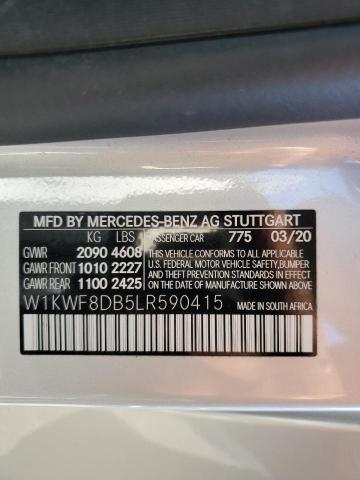 MFD BY MERCEDES-BENZ AG STUTTGART
KG LBS PASSENGER CAR 775 03/20
GVWR 2090 4608
GAWR FRONT 1010 2227
GAWR REAR 1100 2425
THIS VEHICLE CONFORMS TO ALL APPLICABLE
U.S. FEDERAL MOTOR VEHICLE SAFETY, BUMPER
AND THEFT PREVENTION STANDARDS IN EFFECT
ON THE DATE OF MANUFACTURE SHOWN ABOVE.
W1KWF8DB5LR590415 MADE IN SOUTH AFRICA